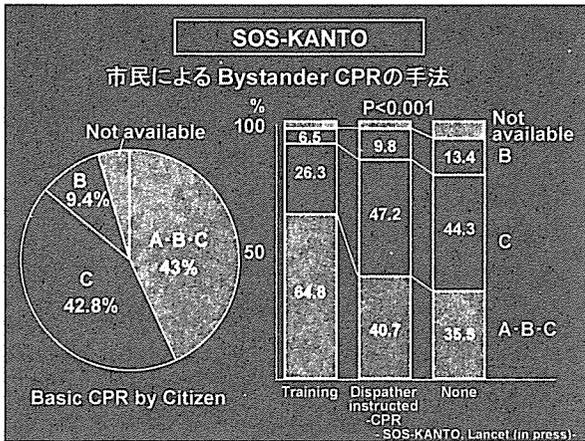 SOS-KANTO
市民による Bystander CPRの手法
Not available
B
9.4%
A·B·C
43%
C
42.8%
Basic CPR by Citizen
%
P<0.001
100
50
6.5
26.3
64.8
9.8
47.2
40.7
13.4
44.3
35.5
Not
available
B
C
A·B·C
Training
Dispather
instructed
-CPR
None
- SOS-KANTO, Lancet (in press)-